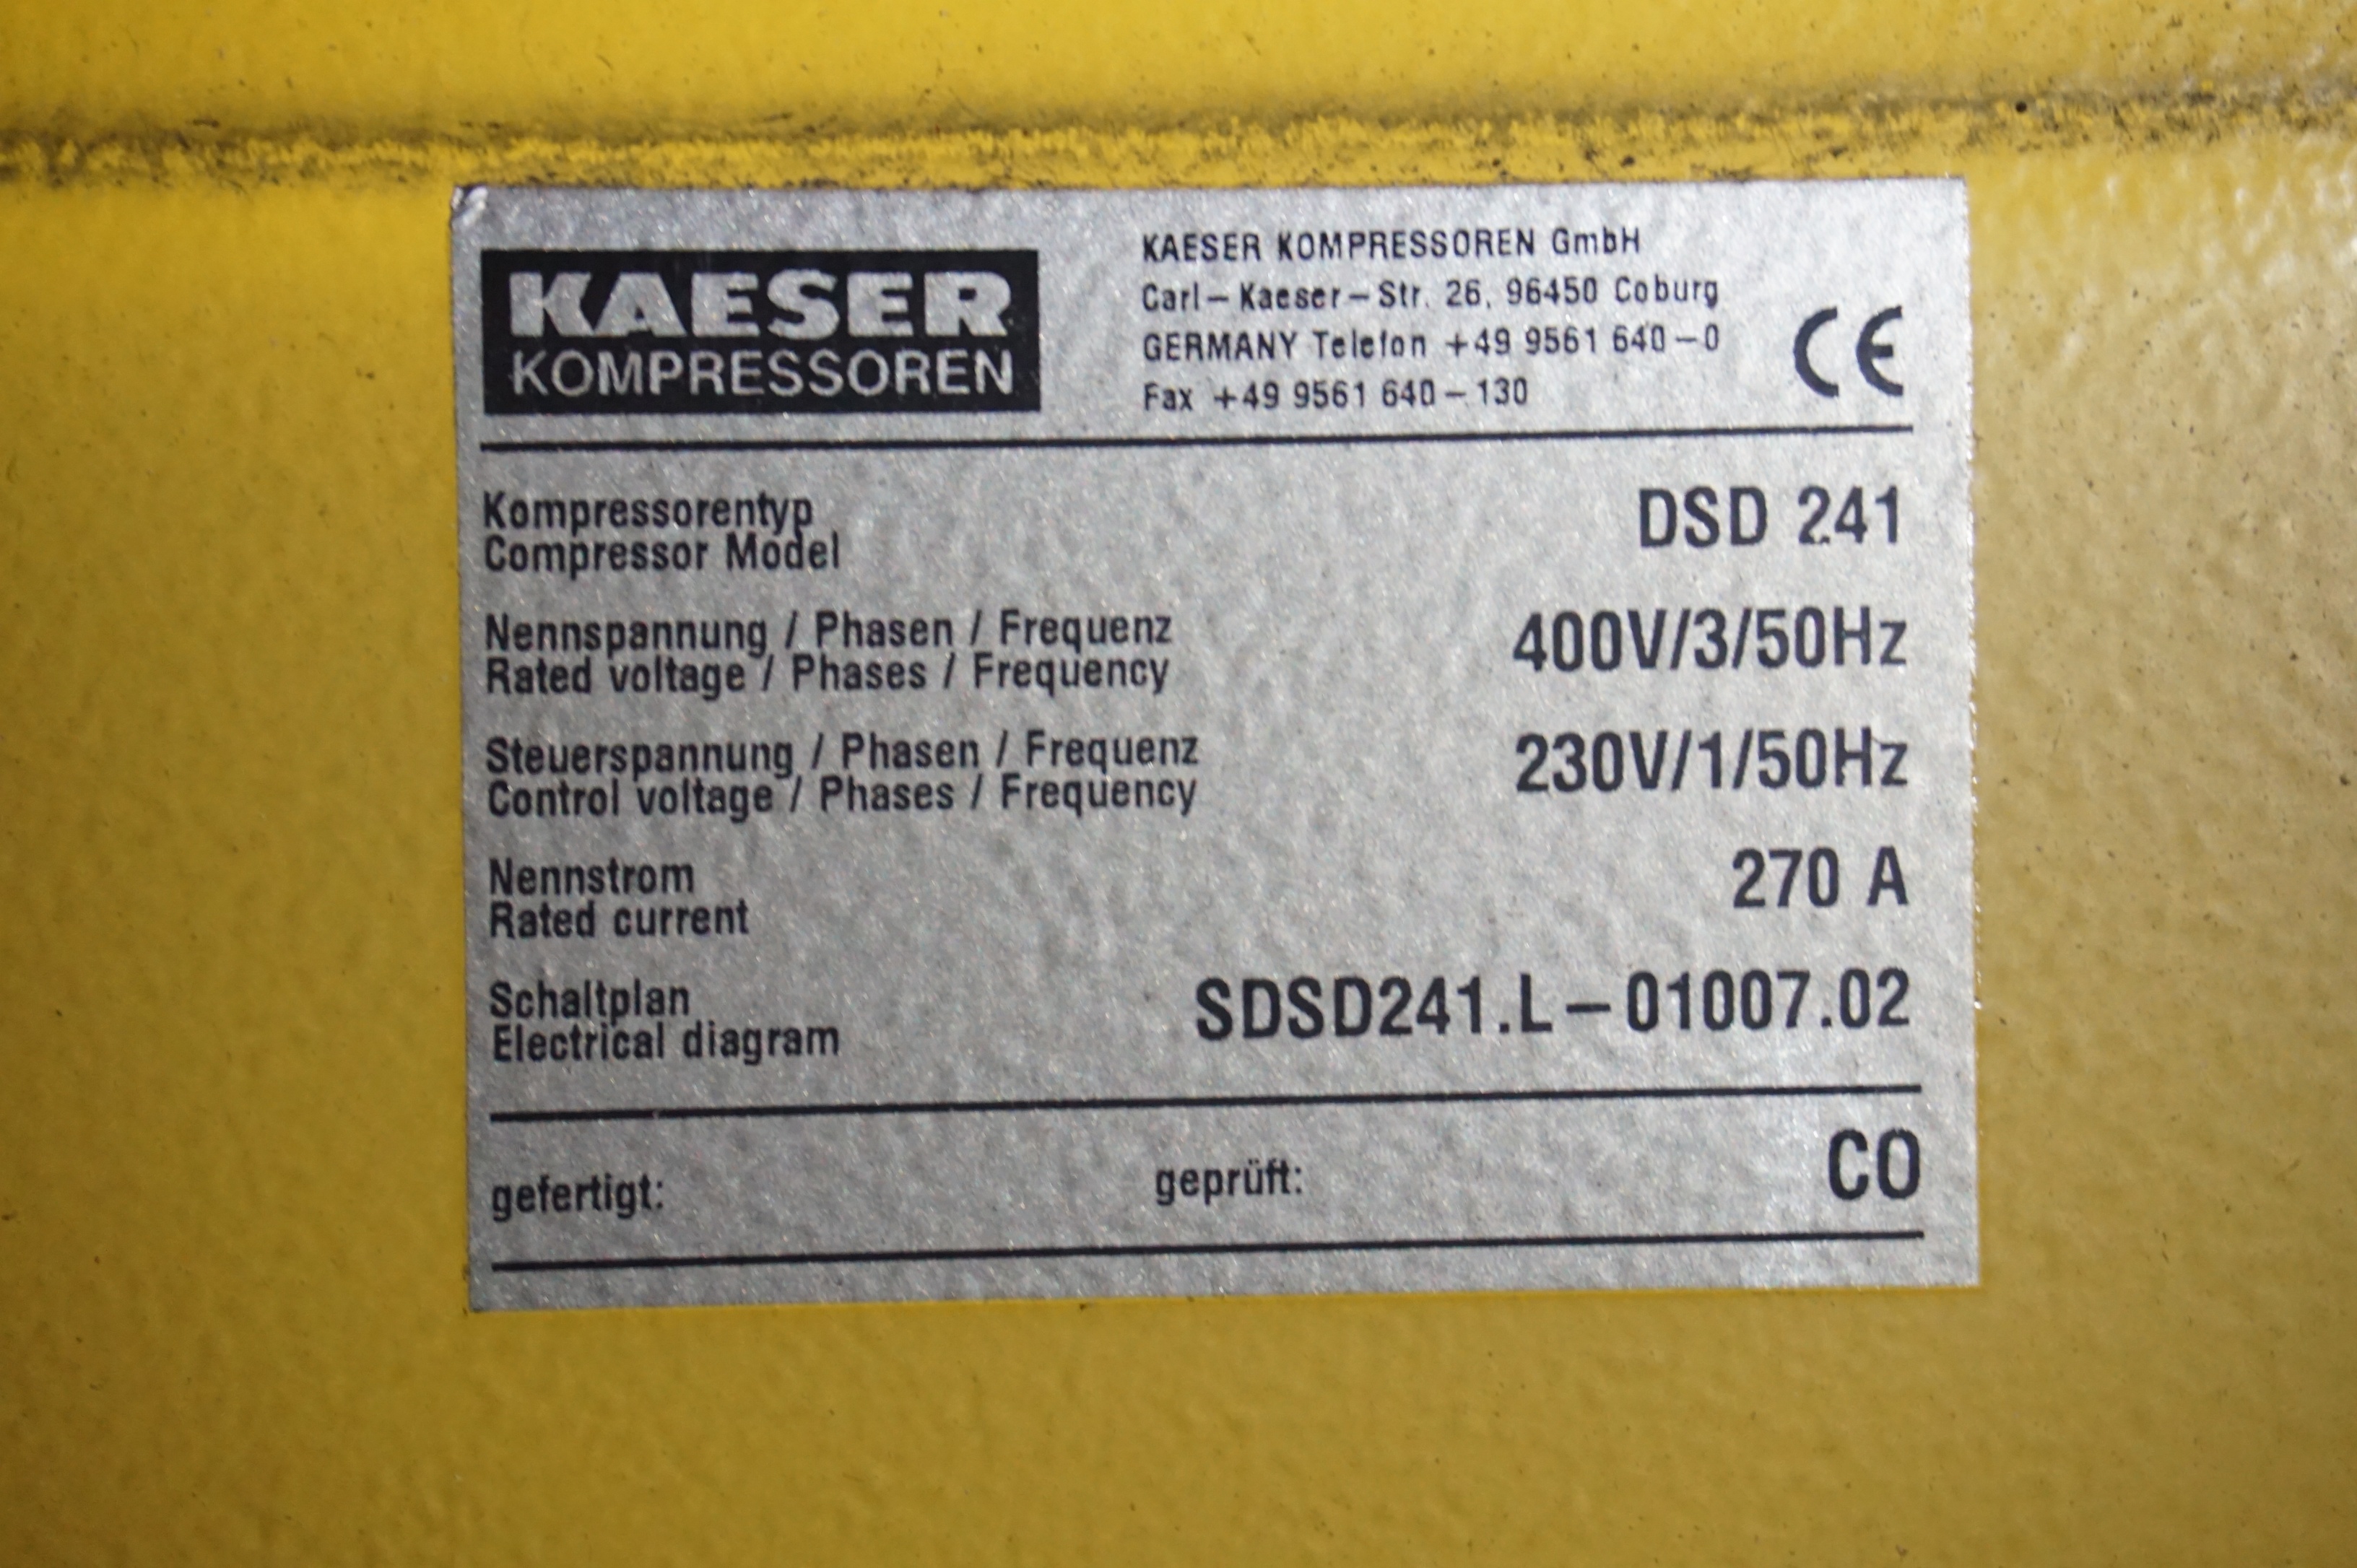 KAESER
KOMPRESSOREN
KAESER KOMPRESSOREN GmbH
Carl-Kaeser-Str. 26, 96450 Coburg
GERMANY Telefon +49 9561 640-0
Fax +49 9561 640-130
CE
Kompressorentyp
Compressor Model
DSD 241
Nennspannung / Phasen / Frequenz
Rated voltage / Phases / Frequency
400V/3/50Hz
Steuerspannung / Phasen / Frequenz
Control voltage / Phases / Frequency
230V/1/50Hz
Nennstrom
Rated current
270 A
Schaltplan
Electrical diagram
SDSD241.L-01007.02
gefertigt: geprüft: CO